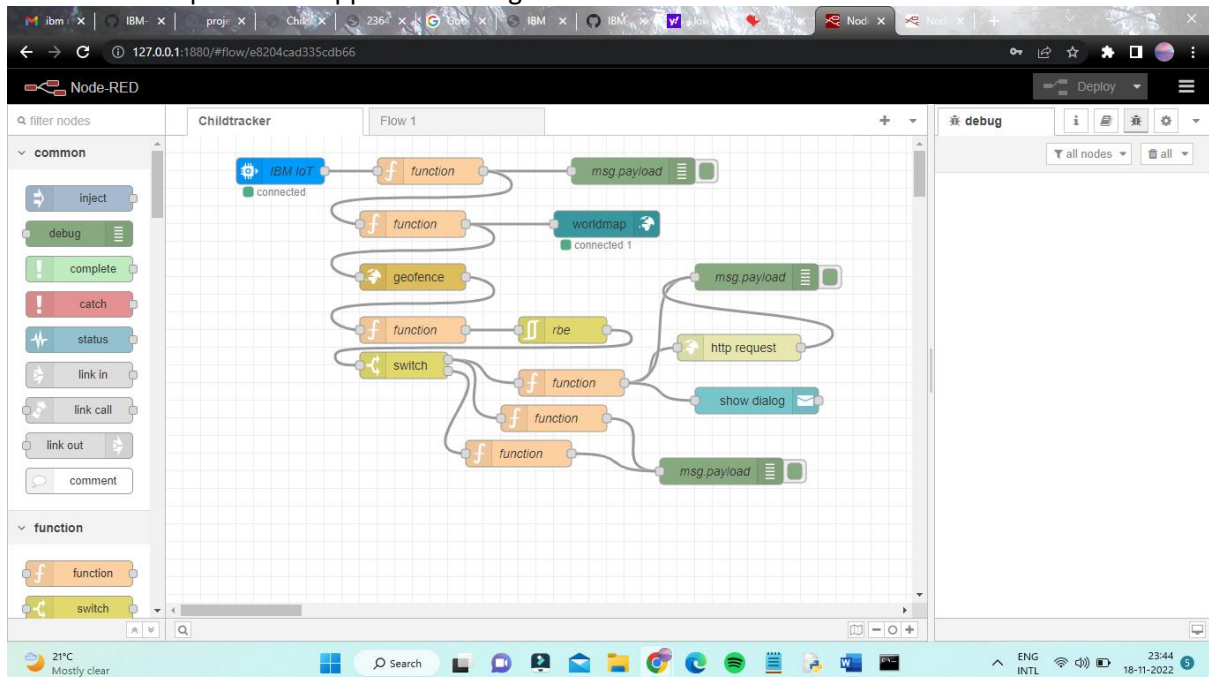 ibm
IBM-
proje
Child
2364
IBM
IBM
Nod
127.0.0.1:1880/#flow/e8204cad335cdb66
Node-RED
Deploy
filter nodes
Childtracker
Flow 1
debug
all nodes
all
common
inject
debug
complete
catch
status
link in
link call
link out
comment
function
function
switch
IBM IoT
connected
function
msg.payload
function
worldmap
connected 1
geofence
msg.payload
function
rbe
http request
switch
function
show dialog
function
function
msg.payload
21°C
Mostly clear
Search
ENG
INTL
23:44
18-11-2022
5